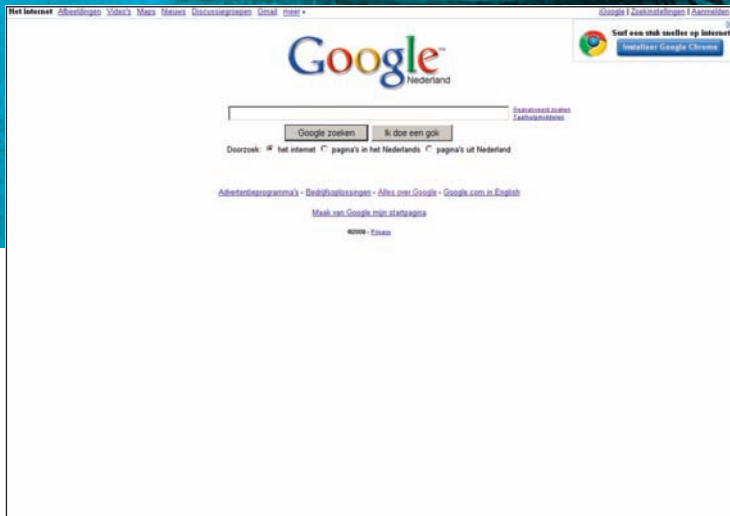 Het internet Afbeeldingen Video's Maps Nieuws Discussiegroepen Gmail meer
iGoogle | Zoekinstellingen | Aanmelden
Surf een stuk sneller op internet
Installeer Google Chrome
Google™
Nederland
Geavanceerd zoeken
Taalhulpmiddelen
Google zoeken Ik doe een gok
Doorzoek: het internet pagina's in het Nederlands pagina's uit Nederland
Advertentieprogramma's - Bedrijfsoplossingen - Alles over Google - Google.com in English
Maak van Google mijn startpagina
©2009 - Privacy